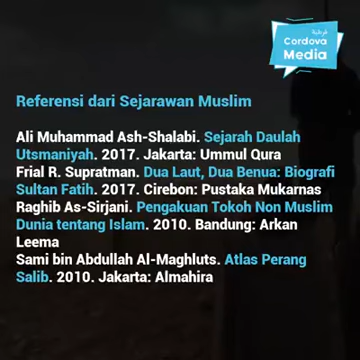 قرطبة
Cordova
Media
Referensi dari Sejarawan Muslim
Ali Muhammad Ash-Shalabi. Sejarah Daulah
Utsmaniyah. 2017. Jakarta: Ummul Qura
Frial R. Supratman. Dua Laut, Dua Benua: Biografi
Sultan Fatih. 2017. Cirebon: Pustaka Mukarnas
Raghib As-Sirjani. Pengakuan Tokoh Non Muslim
Dunia tentang Islam. 2010. Bandung: Arkan
Leema
Sami bin Abdullah Al-Maghluts. Atlas Perang
Salib. 2010. Jakarta: Almahira